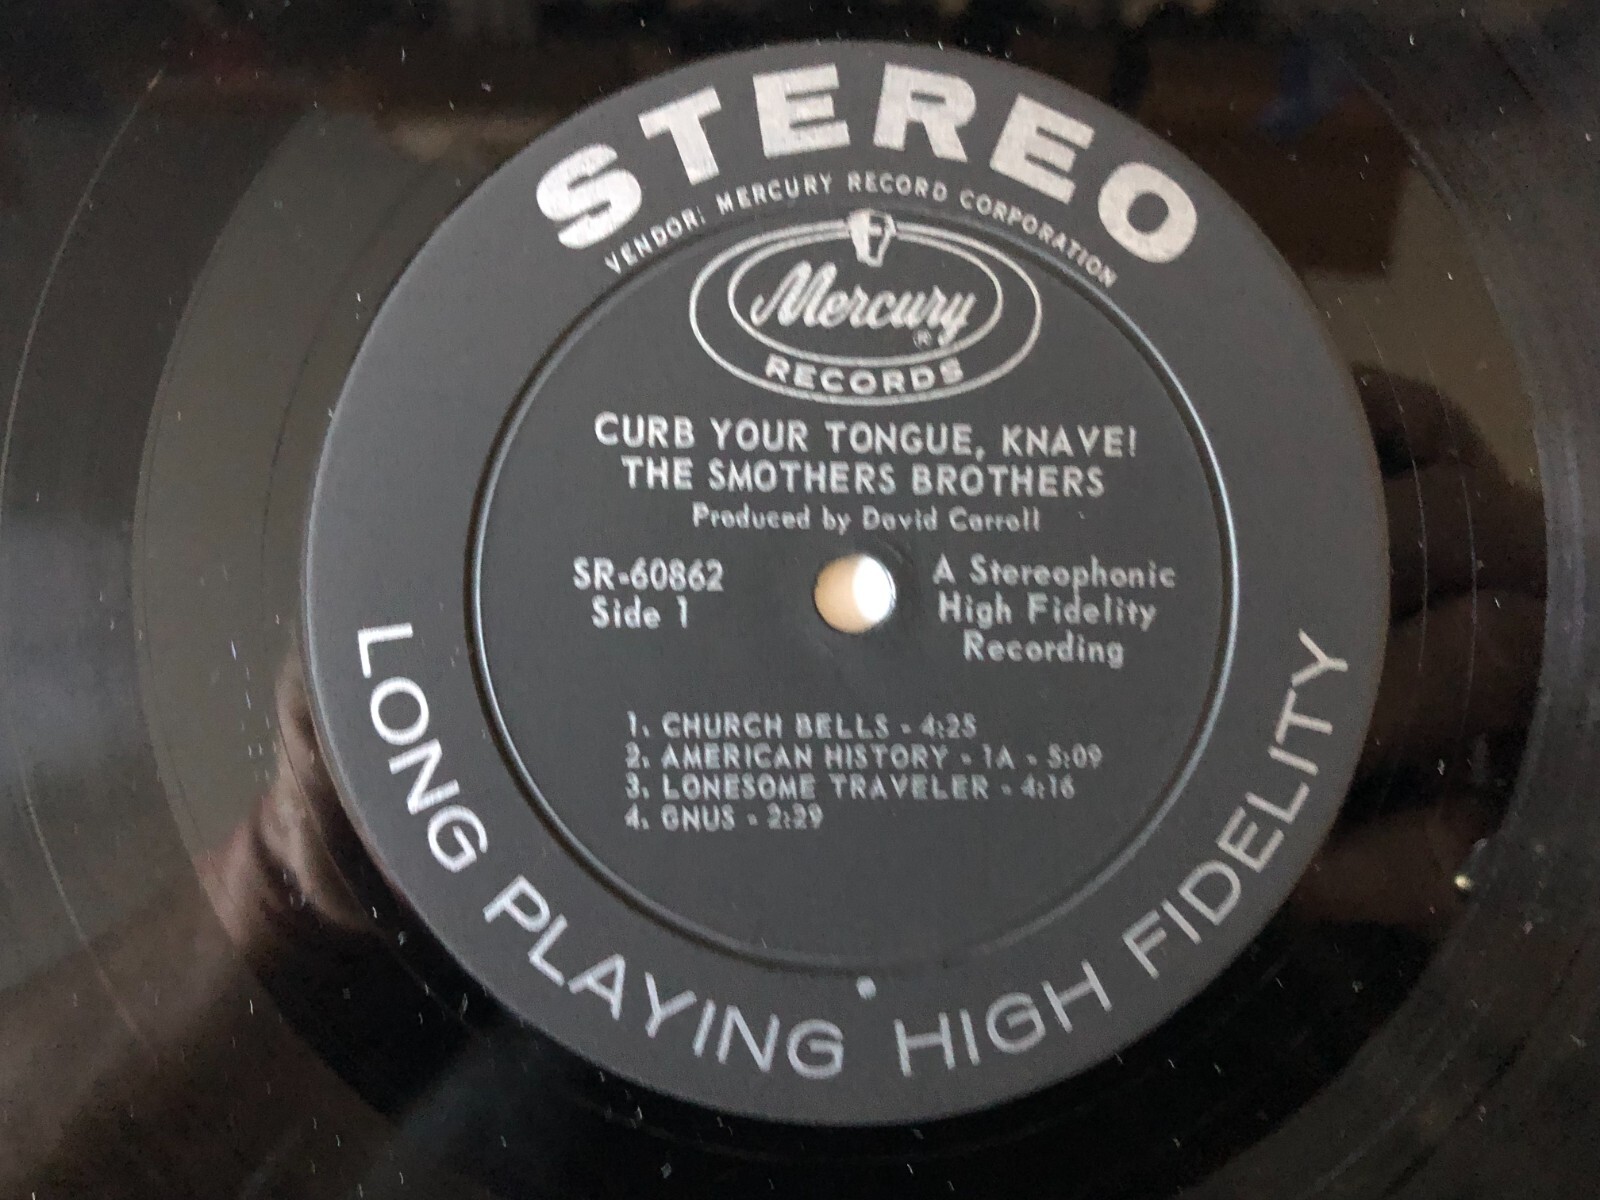 STEREO
VENDOR: MERCURY RECORD CORPORATION
Mercury
®
RECORDS
CURB YOUR TONGUE, KNAVE!
THE SMOTHERS BROTHERS
Produced by David Carroll
SR-60862
Side 1
A Stereophonic
High Fidelity
Recording
1. CHURCH BELLS - 4:25
2. AMERICAN HISTORY - 1A - 5:09
3. LONESOME TRAVELER - 4:16
4. GNUS - 2:29
LONG PLAYING HIGH FIDELITY